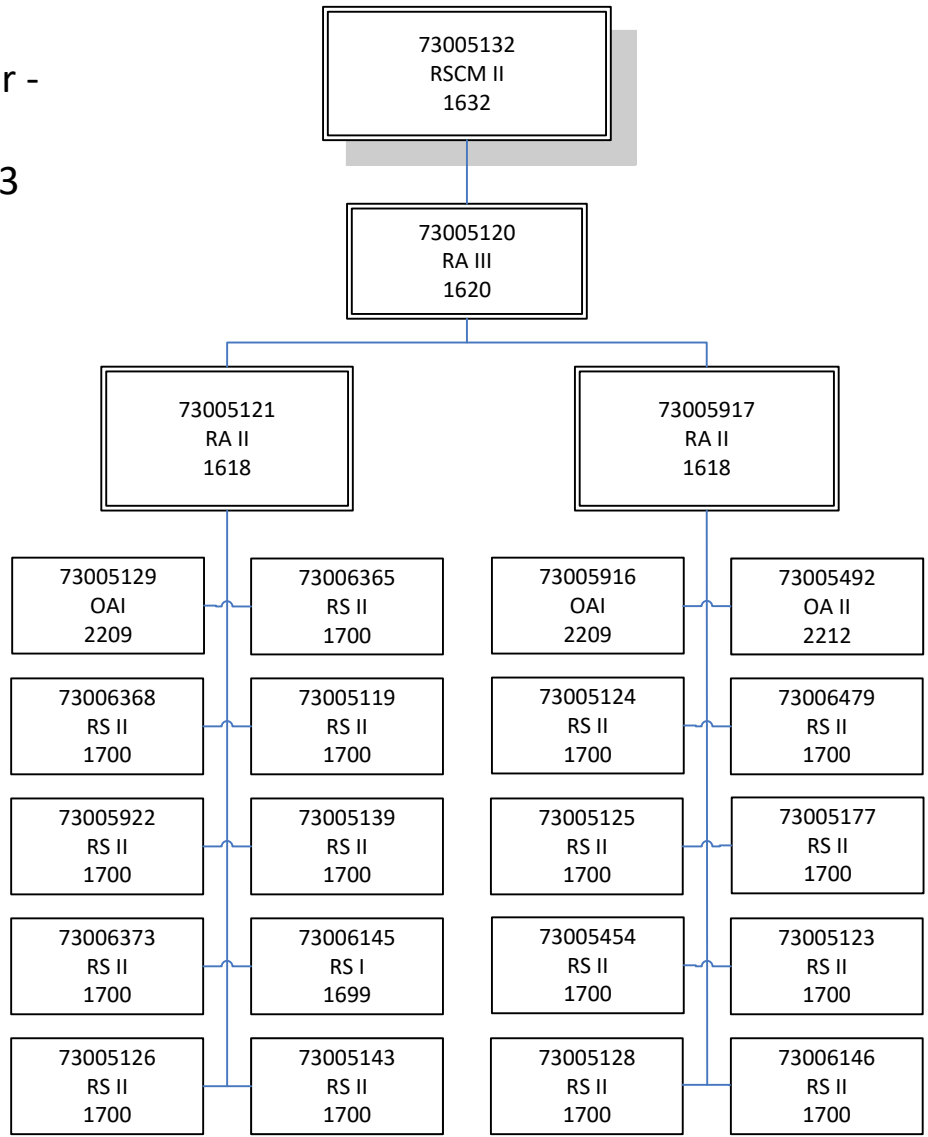 r -
3
73005132
RSCM II
1632
73005120
RA III
1620
73005121
RA II
1618
73005917
RA II
1618
73005129
OAI
2209
73006365
RS II
1700
73005916
OAI
2209
73005492
OA II
2212
73006368
RS II
1700
73005119
RS II
1700
73005124
RS II
1700
73006479
RS II
1700
73005922
RS II
1700
73005139
RS II
1700
73005125
RS II
1700
73005177
RS II
1700
73006373
RS II
1700
73006145
RS I
1699
73005454
RS II
1700
73005123
RS II
1700
73005126
RS II
1700
73005143
RS II
1700
73005128
RS II
1700
73006146
RS II
1700